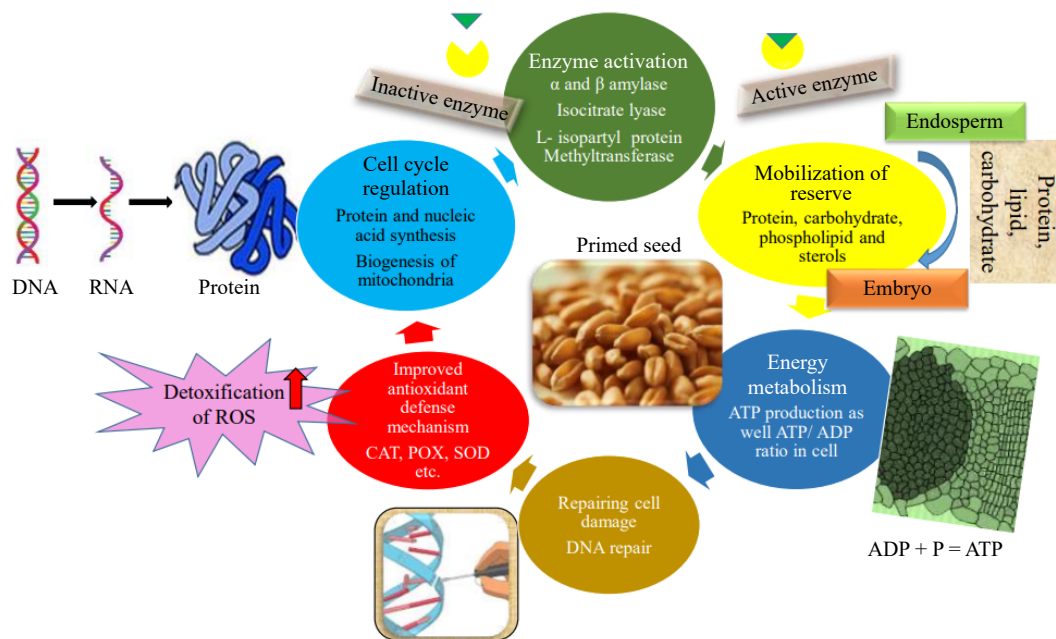 Enzyme activation
α and β amylase
Isocitrate lyase
L- isopartyl protein
Methyltransferase
Inactive enzyme
Active enzyme
Endosperm
Protein,
lipid,
carbohydrate
Embryo
Mobilization of
reserve
Protein, carbohydrate,
phospholipid and
sterols
Cell cycle
regulation
Protein and nucleic
acid synthesis
Biogenesis of
mitochondria
DNA
RNA
Protein
Primed seed
Energy
metabolism
ATP production as
well ATP/ ADP
ratio in cell
ADP + P = ATP
Repairing cell
damage
DNA repair
Improved
antioxidant
defense
mechanism
CAT, POX, SOD
etc.
Detoxification
of ROS